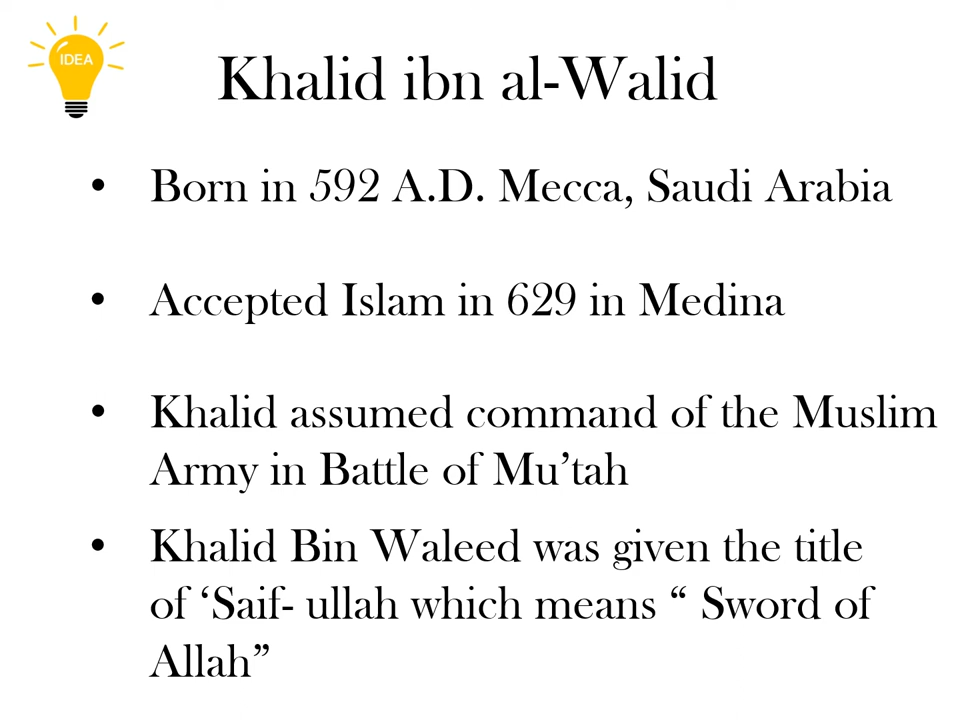 IDEA
Khalid ibn al-Walid
• Born in 592 A.D. Mecca, Saudi Arabia
• Accepted Islam in 629 in Medina
• Khalid assumed command of the Muslim
Army in Battle of Mu’tah
• Khalid Bin Waleed was given the title
of ‘Saif- ullah which means “ Sword of
Allah”